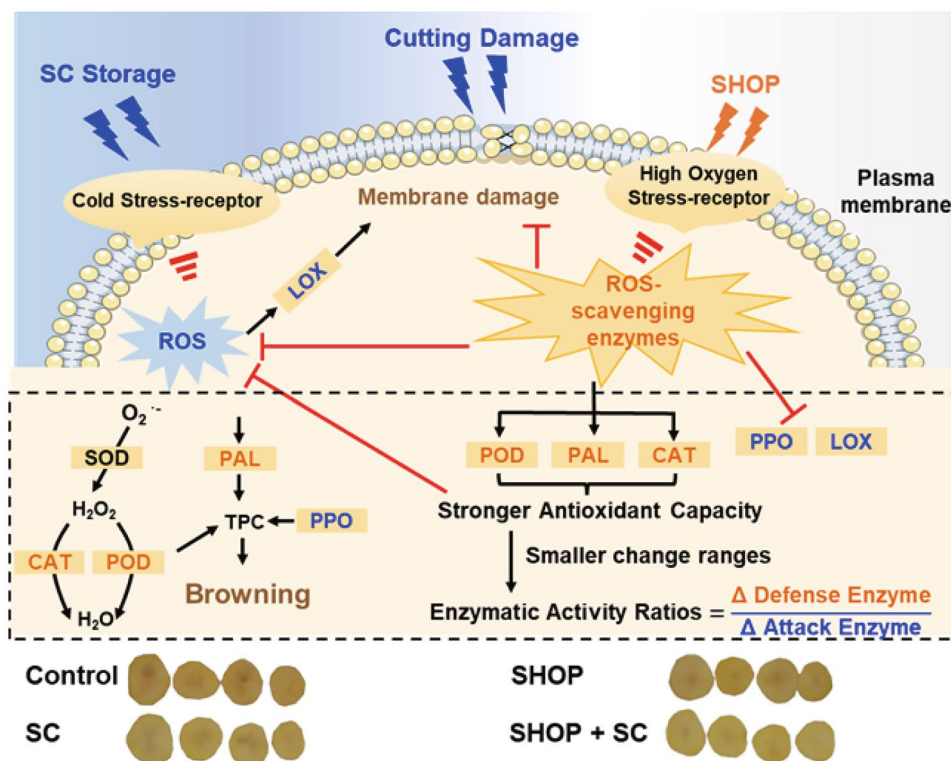 Cutting Damage
SC Storage
SHOP
Cold Stress-receptor
Membrane damage
High Oxygen
Stress-receptor
Plasma
membrane
LOX
ROS
ROS-
scavenging
enzymes
O₂˙⁻
SOD
PAL
H₂O₂
TPC
PPO
CAT
POD
H₂O
Browning
POD
PAL
CAT
PPO
LOX
Stronger Antioxidant Capacity
Smaller change ranges
Enzymatic Activity Ratios =
Δ Defense Enzyme
Δ Attack Enzyme
Control
SHOP
SC
SHOP + SC